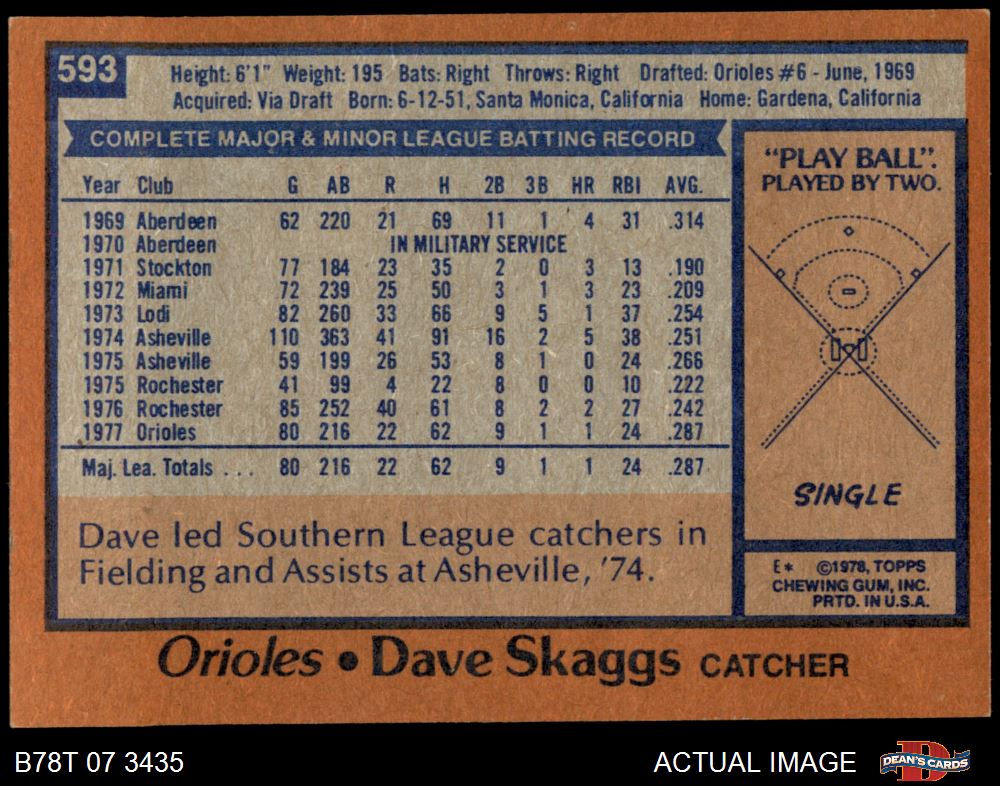 593
Height: 6'1" Weight: 195 Bats: Right Throws: Right Drafted: Orioles #6 - June, 1969
Acquired: Via Draft Born: 6-12-51, Santa Monica, California Home: Gardena, California
COMPLETE MAJOR & MINOR LEAGUE BATTING RECORD
Year Club G AB R H 2B 3B HR RBI AVG.
1969 Aberdeen 62 220 21 69 11 1 4 31 .314
1970 Aberdeen IN MILITARY SERVICE
1971 Stockton 77 184 23 35 2 0 3 13 .190
1972 Miami 72 239 25 50 3 1 3 23 .209
1973 Lodi 82 260 33 66 9 5 1 37 .254
1974 Asheville 110 363 41 91 16 2 5 38 .251
1975 Asheville 59 199 26 53 8 1 0 24 .266
1975 Rochester 41 99 4 22 8 0 0 10 .222
1976 Rochester 85 252 40 61 8 2 2 27 .242
1977 Orioles 80 216 22 62 9 1 1 24 .287
Maj. Lea. Totals . . . 80 216 22 62 9 1 1 24 .287
Dave led Southern League catchers in
Fielding and Assists at Asheville, '74.
"PLAY BALL".
PLAYED BY TWO.
SINGLE
E* ©1978, TOPPS
CHEWING GUM, INC.
PRTD. IN U.S.A.
Orioles • Dave Skaggs CATCHER
B78T 07 3435
ACTUAL IMAGE
D
DEAN'S CARDS